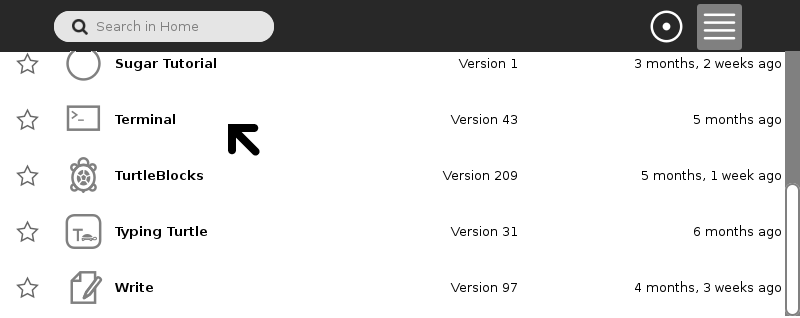 Search in Home
Sugar Tutorial Version 1 3 months, 2 weeks ago
>_ Terminal Version 43 5 months ago
TurtleBlocks Version 209 5 months, 1 week ago
T Typing Turtle Version 31 6 months ago
Write Version 97 4 months, 3 weeks ago